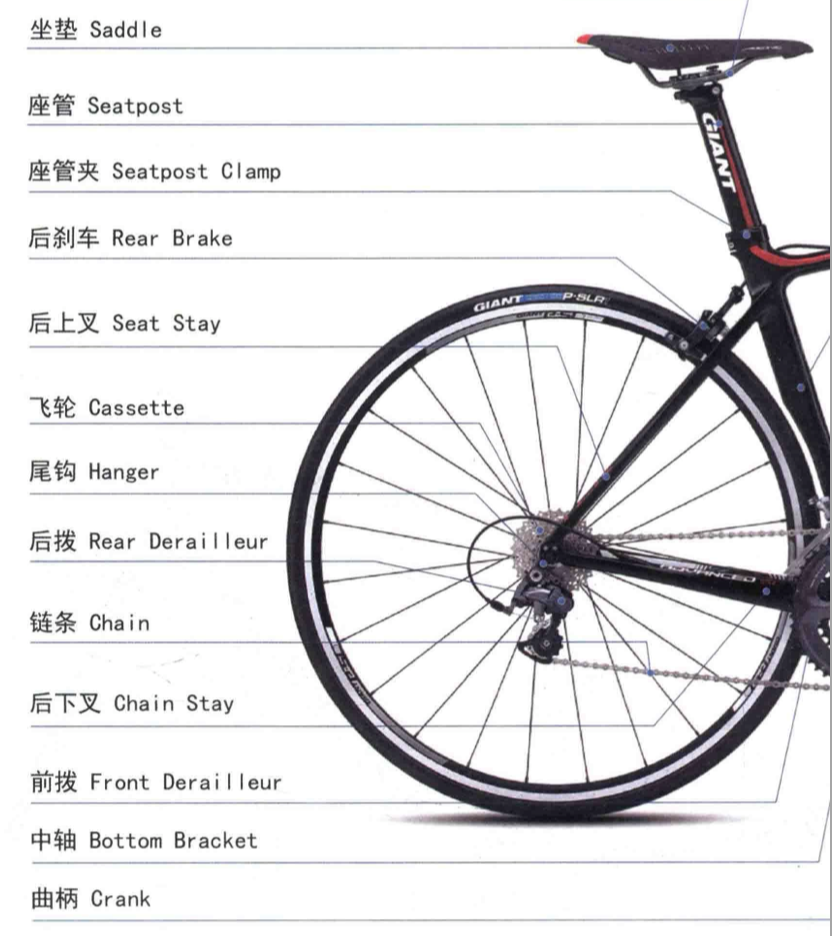 坐垫 Saddle
座管 Seatpost
GIANT
座管夹 Seatpost Clamp
后刹车 Rear Brake
GIANT P-SLR
后上叉 Seat Stay
飞轮 Cassette
尾钩 Hanger
后拨 Rear Derailleur
ADVANCED
链条 Chain
后下叉 Chain Stay
前拨 Front Derailleur
中轴 Bottom Bracket
曲柄 Crank